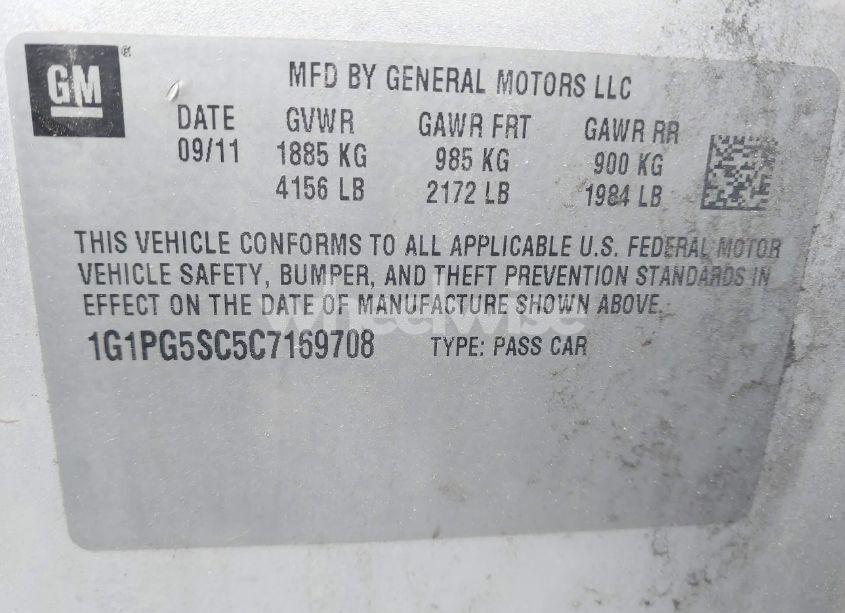 GM®
MFD BY GENERAL MOTORS LLC
DATE GVWR GAWR FRT GAWR RR
09/11 1885 KG 985 KG 900 KG
4156 LB 2172 LB 1984 LB
THIS VEHICLE CONFORMS TO ALL APPLICABLE U.S. FEDERAL MOTOR
VEHICLE SAFETY, BUMPER, AND THEFT PREVENTION STANDARDS IN
EFFECT ON THE DATE OF MANUFACTURE SHOWN ABOVE.
wheelwise
1G1PG5SC5C7169708 TYPE: PASS CAR